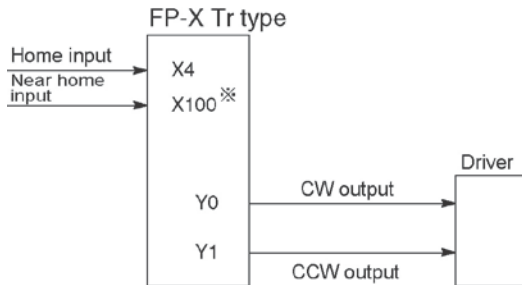 FP-X Tr type
Home input
X4
Near home
input
X100※
Driver
Y0
CW output
Y1
CCW output